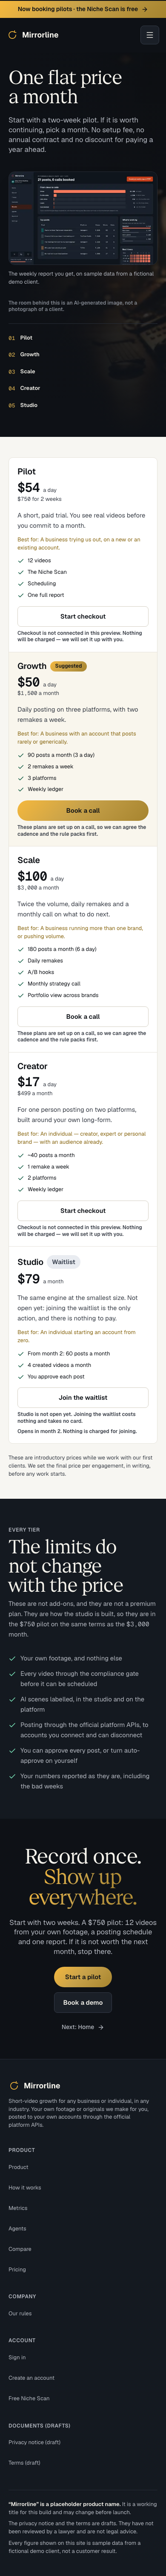 Now booking pilots · the Niche Scan is free →
Mirrorline
One flat price
a month
Start with a two-week pilot. If it is worth
continuing, pick a month. No setup fee, no
annual contract and no discount for paying a
year ahead.
The weekly report you get, on sample data from a fictional
demo client.
The room behind this is an AI-generated image, not a
photograph of a client.
01 Pilot
02 Growth
03 Scale
04 Creator
05 Studio
Pilot
$54 a day
$750 for 2 weeks
A short, paid trial. You see real videos before
you commit to a month.
Best for: A business trying us out, on a new or an
existing account.
12 videos
The Niche Scan
Scheduling
One full report
Start checkout
Checkout is not connected in this preview. Nothing
will be charged — we will set it up with you.
Growth Suggested
$50 a day
$1,500 a month
Daily posting on three platforms, with two
remakes a week.
Best for: A business with an account that posts
rarely or generically.
90 posts a month (3 a day)
2 remakes a week
3 platforms
Weekly ledger
Book a call
These plans are set up on a call, so we can agree the
cadence and the rule packs first.
Scale
$100 a day
$3,000 a month
Twice the volume, daily remakes and a
monthly call on what to do next.
Best for: A business running more than one brand,
or pushing volume.
180 posts a month (6 a day)
Daily remakes
A/B hooks
Monthly strategy call
Portfolio view across brands
Book a call
These plans are set up on a call, so we can agree the
cadence and the rule packs first.
Creator
$17 a day
$499 a month
For one person posting on two platforms,
built around your own long-form.
Best for: An individual — creator, expert or personal
brand — with an audience already.
~40 posts a month
1 remake a week
2 platforms
Weekly ledger
Start checkout
Checkout is not connected in this preview. Nothing
will be charged — we will set it up with you.
Studio Waitlist
$79 a month
The same engine at the smallest size. Not
open yet: joining the waitlist is the only
action, and there is nothing to pay.
Best for: An individual starting an account from
zero.
From month 2: 60 posts a month
4 created videos a month
You approve each post
Join the waitlist
Studio is not open yet. Joining the waitlist costs
nothing and takes no card.
Opens in month 2. Nothing is charged for joining.
These are introductory prices while we work with our first
clients. We set the final price per engagement, in writing,
before any work starts.
EVERY TIER
The limits do
not change
with the price
These are not add-ons, and they are not a premium
plan. They are how the studio is built, so they are in
the $750 pilot on the same terms as the $3,000
month.
Your own footage, and nothing else
Every video through the compliance gate
before it can be scheduled
AI scenes labelled, in the studio and on the
platform
Posting through the official platform APIs, to
accounts you connect and can disconnect
You can approve every post, or turn auto-
approve on yourself
Your numbers reported as they are, including
the bad weeks
Record once.
Show up
everywhere.
Start with two weeks. A $750 pilot: 12 videos
from your own footage, a posting schedule
and one report. If it is not worth the next
month, stop there.
Start a pilot
Book a demo
Next: Home →
Mirrorline
Short-video growth for any business or individual, in any
industry. Your own footage or originals we make for you,
posted to your own accounts through the official
platform APIs.
PRODUCT
Product
How it works
Metrics
Agents
Compare
Pricing
COMPANY
Our rules
ACCOUNT
Sign in
Create an account
Free Niche Scan
DOCUMENTS (DRAFTS)
Privacy notice (draft)
Terms (draft)
"Mirrorline" is a placeholder product name. It is a working
title for this build and may change before launch.
The privacy notice and the terms are drafts. They have not
been reviewed by a lawyer and are not legal advice.
Every figure shown on this site is sample data from a
fictional demo client, not a customer result.